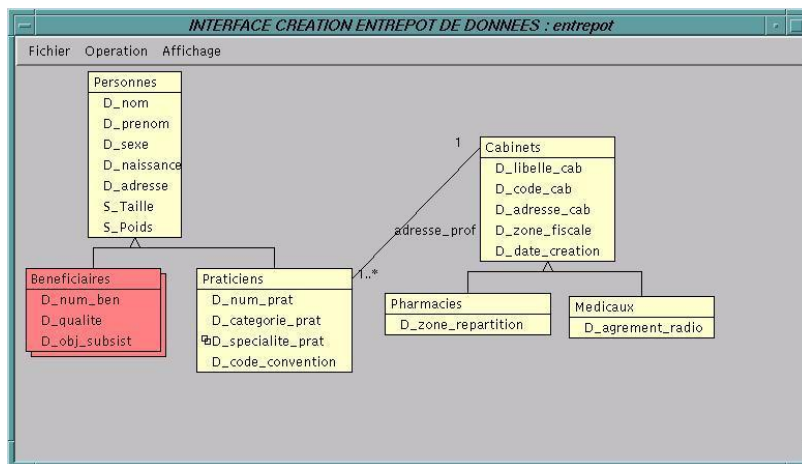 INTERFACE CREATION ENTREPOT DE DONNEES : entrepot
Fichier Operation Affichage
Personnes
D_nom
D_prenom
D_sexe
D_naissance
D_adresse
S_Taille
S_Poids
1
Cabinets
D_libelle_cab
D_code_cab
D_adresse_cab
D_zone_fiscale
D_date_creation
adresse_prof
1..*
Beneficiaires
D_num_ben
D_qualite
D_obj_subsist
Praticiens
D_num_prat
D_categorie_prat
D_specialite_prat
D_code_convention
Pharmacies
D_zone_repartition
Medicaux
D_agrement_radio